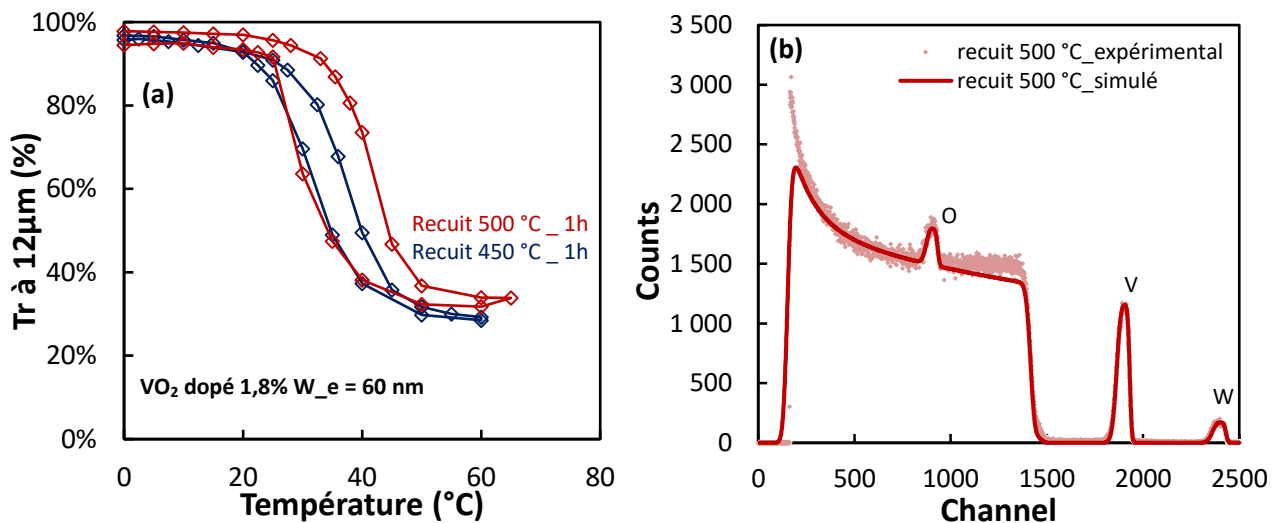 100%
80%
60%
40%
20%
0%
Tr à 12µm (%)
(a)
Recuit 500 °C _ 1h
Recuit 450 °C _ 1h
VO₂ dopé 1,8% W_e = 60 nm
0 20 40 60 80
Température (°C)
3 500
3 000
2 500
2 000
1 500
1 000
500
0
Counts
(b)
recuit 500 °C_expérimental
recuit 500 °C_simulé
O
V
W
0 500 1000 1500 2000 2500
Channel